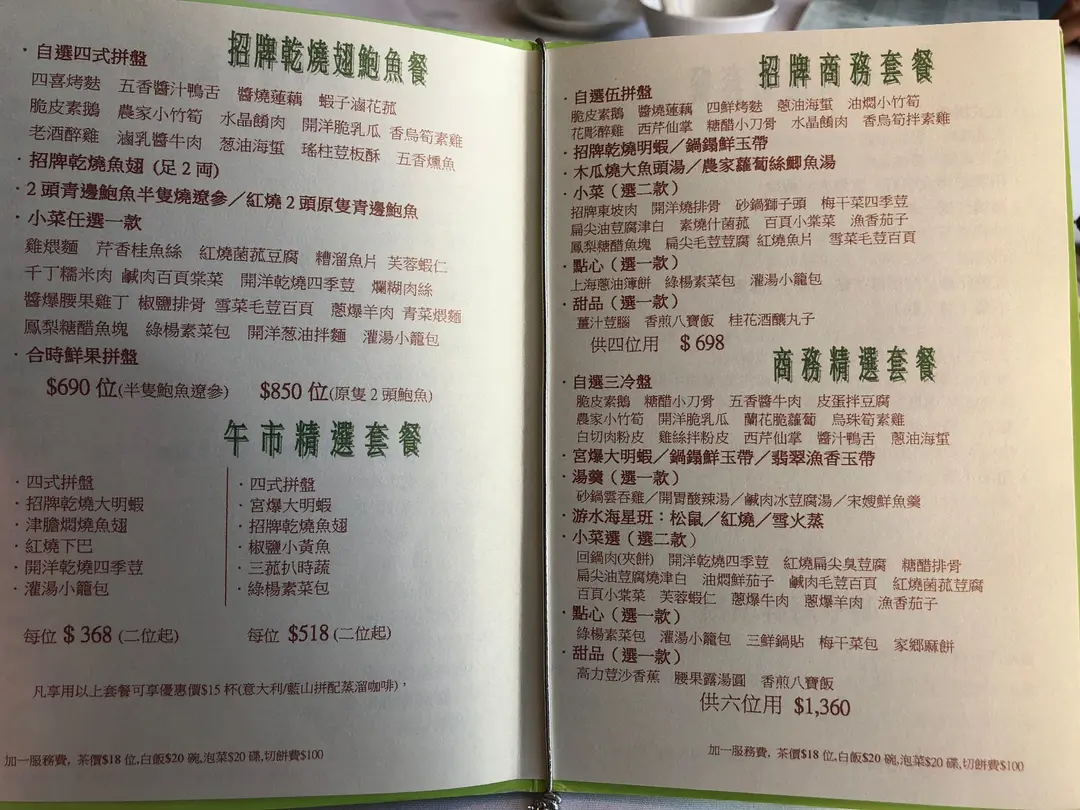 招牌乾燒翅鮑魚餐
·自選四式拼盤
四喜烤麩 五香醬汁鴨舌 醬燒蓮藕 蝦子滷花菰
脆皮素鵝 農家小竹筍 水晶餚肉 開洋脆乳瓜 香烏筍素雞
老酒醉雞 滷乳醬牛肉 葱油海蜇 瑤柱荳板酥 五香燻魚
·招牌乾燒魚翅 (足2両)
·2頭青邊鮑魚半隻燒遼參／紅燒2頭原隻青邊鮑魚
·小菜任選一款
雞煨麵 芹香桂魚絲 紅燒菌菰豆腐 糟溜魚片 芙蓉蝦仁
千丁糯米肉 鹹肉百頁棠菜 開洋乾燒四季荳 爛糊肉絲
醬爆腰果雞丁 椒鹽排骨 雪菜毛荳百頁 蔥爆羊肉 青菜煨麵
鳳梨糖醋魚塊 綠楊素菜包 開洋葱油拌麵 灌湯小籠包
·合時鮮果拼盤
$690 位(半隻鮑魚遼參) $850 位(原隻2頭鮑魚)
午市精選套餐
·四式拼盤
·招牌乾燒大明蝦
·津膽燜燒魚翅
·紅燒下巴
·開洋乾燒四季荳
·灌湯小籠包
每位 $368 (二位起)
·四式拼盤
·宮爆大明蝦
·招牌乾燒魚翅
·椒鹽小黃魚
·三菰扒時蔬
·綠楊素菜包
每位 $518 (二位起)
凡享用以上套餐可享優惠價$15 杯(意大利/藍山拼配蒸溜咖啡)，
加一服務費, 茶價$18 位,白飯$20 碗,泡菜$20 碟,切餅費$100
招牌商務套餐
·自選伍拼盤
脆皮素鵝 醬燒蓮藕 四鮮烤麩 蔥油海蜇 油燜小竹筍
花彫醉雞 西芹仙掌 糖醋小刀骨 水晶餚肉 香烏筍拌素雞
·招牌乾燒明蝦／鍋鎉鮮玉帶
·木瓜燒大魚頭湯／農家蘿蔔絲鯽魚湯
·小菜（選二款）
招牌東坡肉 開洋燒排骨 砂鍋獅子頭 梅干菜四季荳
扁尖油荳腐津白 素燒什菌菰 百頁小棠菜 漁香茄子
鳳梨糖醋魚塊 扁尖毛荳荳腐 紅燒魚片 雪菜毛荳百頁
·點心（選一款）
上海蔥油簿餅 綠楊素菜包 灌湯小籠包
·甜品（選一款）
薑汁荳腦 香煎八寶飯 桂花酒釀丸子
供四位用 $698
商務精選套餐
·自選三冷盤
脆皮素鵝 糖醋小刀骨 五香醬牛肉 皮蛋拌豆腐
農家小竹筍 開洋脆乳瓜 蘭花脆蘿蔔 烏珠筍素雞
白切肉粉皮 雞絲拌粉皮 西芹仙掌 醬汁鴨舌 蔥油海蜇
·宮爆大明蝦／鍋鎉鮮玉帶／翡翠漁香玉帶
·湯羹（選一款）
砂鍋雲吞雞／開胃酸辣湯／鹹肉冰豆腐湯／宋嫂鮮魚羹
·游水海星班：松鼠／紅燒／雪火蒸
·小菜選（選二款）
回鍋肉(夾餅) 開洋乾燒四季荳 紅燒扁尖臭荳腐 糖醋排骨
扁尖油荳腐燒津白 油燜鮮茄子 鹹肉毛荳百頁 紅燒菌菰荳腐
百頁小棠菜 芙蓉蝦仁 蔥爆牛肉 蔥爆羊肉 漁香茄子
·點心（選一款）
綠楊素菜包 灌湯小籠包 三鮮鍋貼 梅干菜包 家鄉麻餅
·甜品（選一款）
高力荳沙香蕉 腰果露湯圓 香煎八寶飯
供六位用 $1,360
加一服務費, 茶價$18 位,白飯$20 碗,泡菜$20 碟,切餅費$100